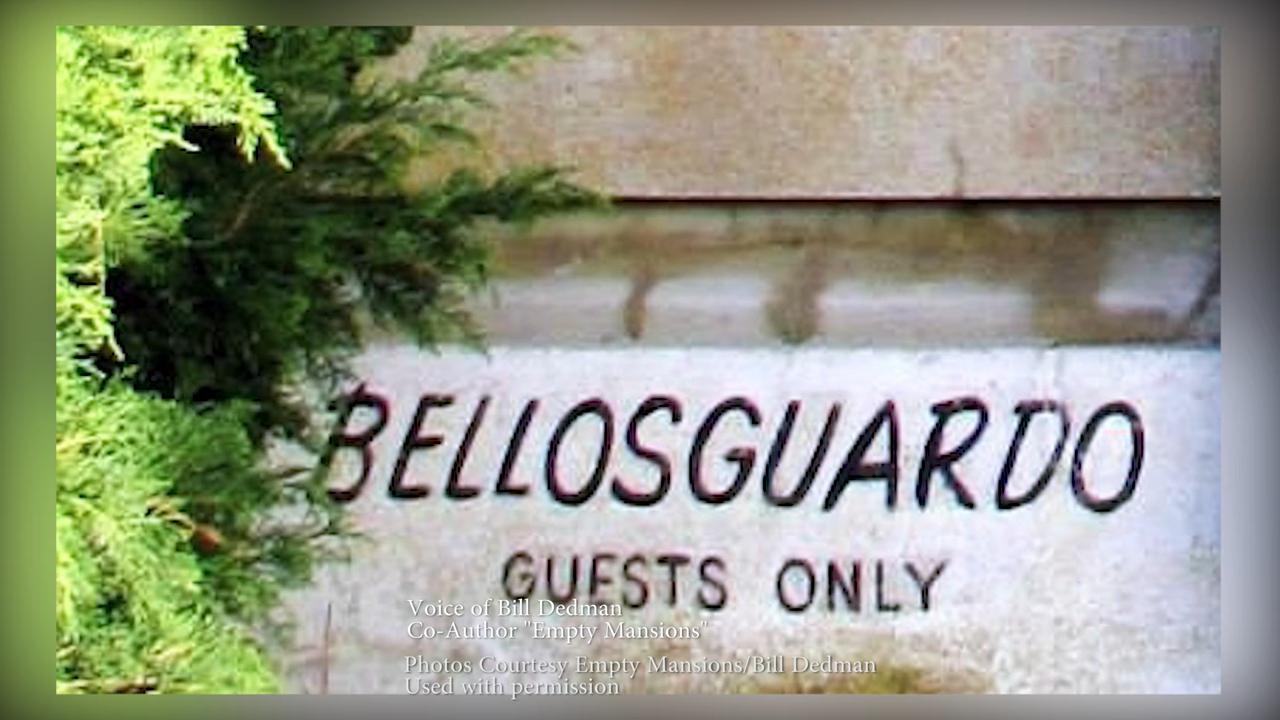 BELLOSGUARDO
GUESTS ONLY
Voice of Bill Dedman
Co-Author "Empty Mansions"
Photos Courtesy Empty Mansions/Bill Dedman
Used with permission